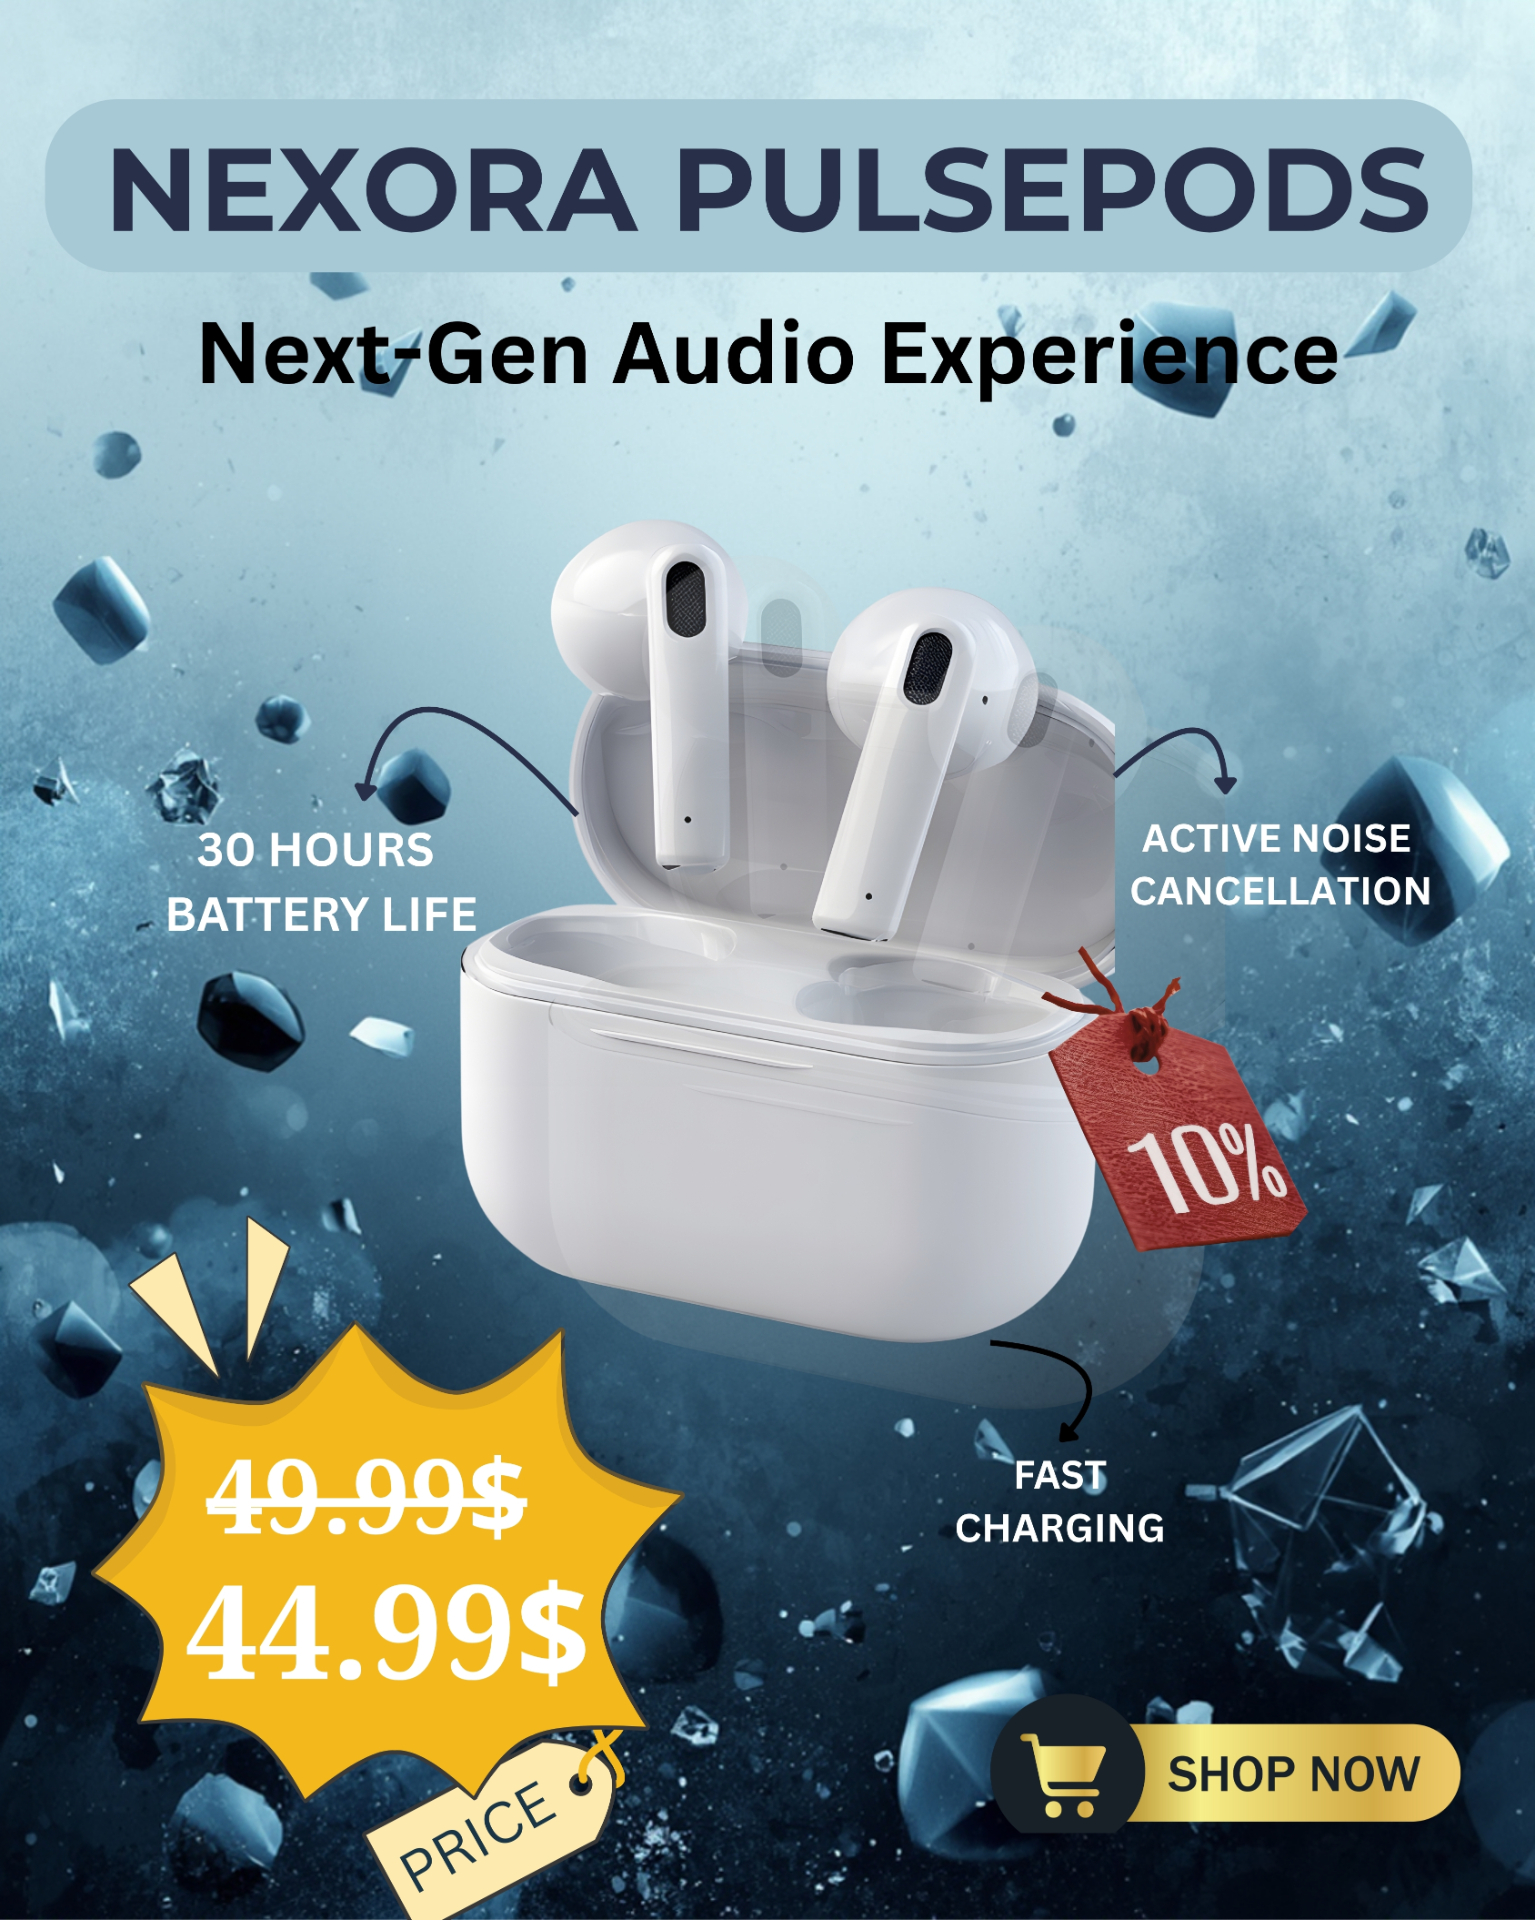 NEXORA PULSEPODS
Next-Gen Audio Experience
30 HOURS
BATTERY LIFE
ACTIVE NOISE
CANCELLATION
10%
FAST
CHARGING
49.99$
44.99$
PRICE
SHOP NOW